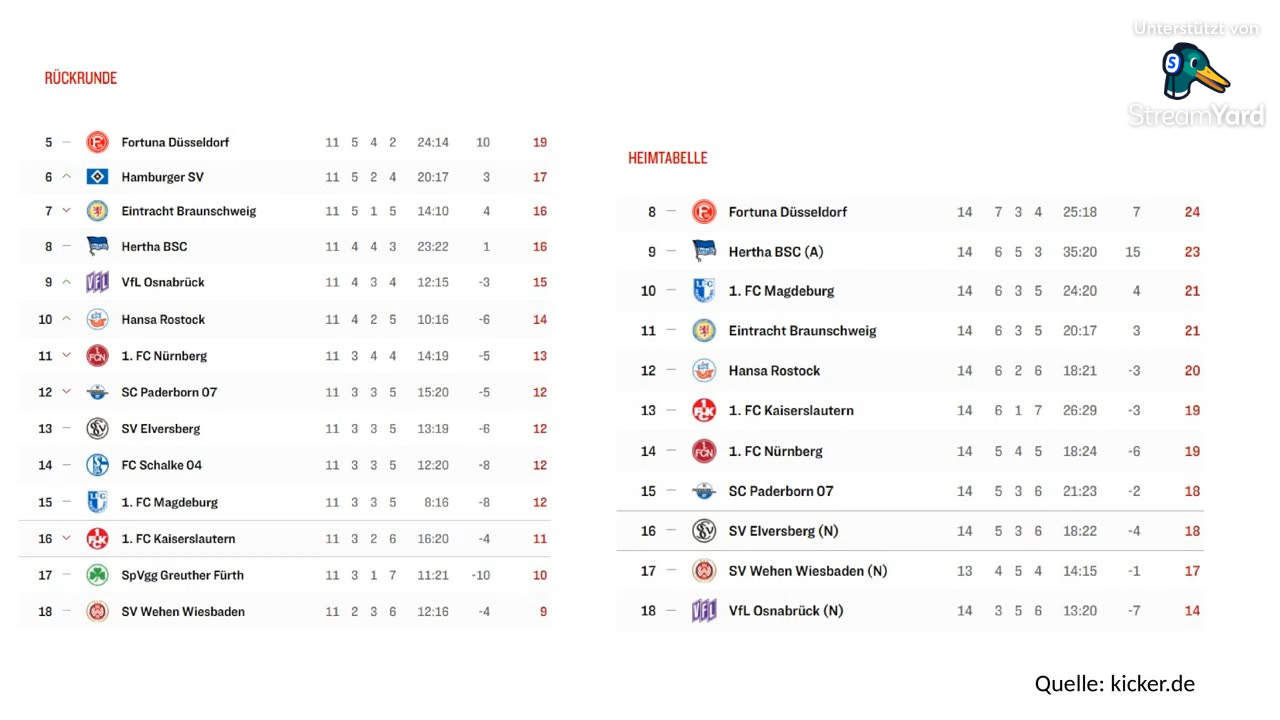 Unterstützt von
StreamYard
RÜCKRUNDE
5 – Fortuna Düsseldorf 11 5 4 2 24:14 10 19
6 Hamburger SV 11 5 2 4 20:17 3 17
7 Eintracht Braunschweig 11 5 1 5 14:10 4 16
8 – Hertha BSC 11 4 4 3 23:22 1 16
9 VfL Osnabrück 11 4 3 4 12:15 -3 15
10 Hansa Rostock 11 4 2 5 10:16 -6 14
11 1. FC Nürnberg 11 3 4 4 14:19 -5 13
12 SC Paderborn 07 11 3 3 5 15:20 -5 12
13 – SV Elversberg 11 3 3 5 13:19 -6 12
14 – FC Schalke 04 11 3 3 5 12:20 -8 12
15 – 1. FC Magdeburg 11 3 3 5 8:16 -8 12
16 1. FC Kaiserslautern 11 3 2 6 16:20 -4 11
17 – SpVgg Greuther Fürth 11 3 1 7 11:21 -10 10
18 – SV Wehen Wiesbaden 11 2 3 6 12:16 -4 9
HEIMTABELLE
8 – Fortuna Düsseldorf 14 7 3 4 25:18 7 24
9 – Hertha BSC (A) 14 6 5 3 35:20 15 23
10 – 1. FC Magdeburg 14 6 3 5 24:20 4 21
11 – Eintracht Braunschweig 14 6 3 5 20:17 3 21
12 – Hansa Rostock 14 6 2 6 18:21 -3 20
13 – 1. FC Kaiserslautern 14 6 1 7 26:29 -3 19
14 – 1. FC Nürnberg 14 5 4 5 18:24 -6 19
15 – SC Paderborn 07 14 5 3 6 21:23 -2 18
16 – SV Elversberg (N) 14 5 3 6 18:22 -4 18
17 – SV Wehen Wiesbaden (N) 13 4 5 4 14:15 -1 17
18 – VfL Osnabrück (N) 14 3 5 6 13:20 -7 14
Quelle: kicker.de